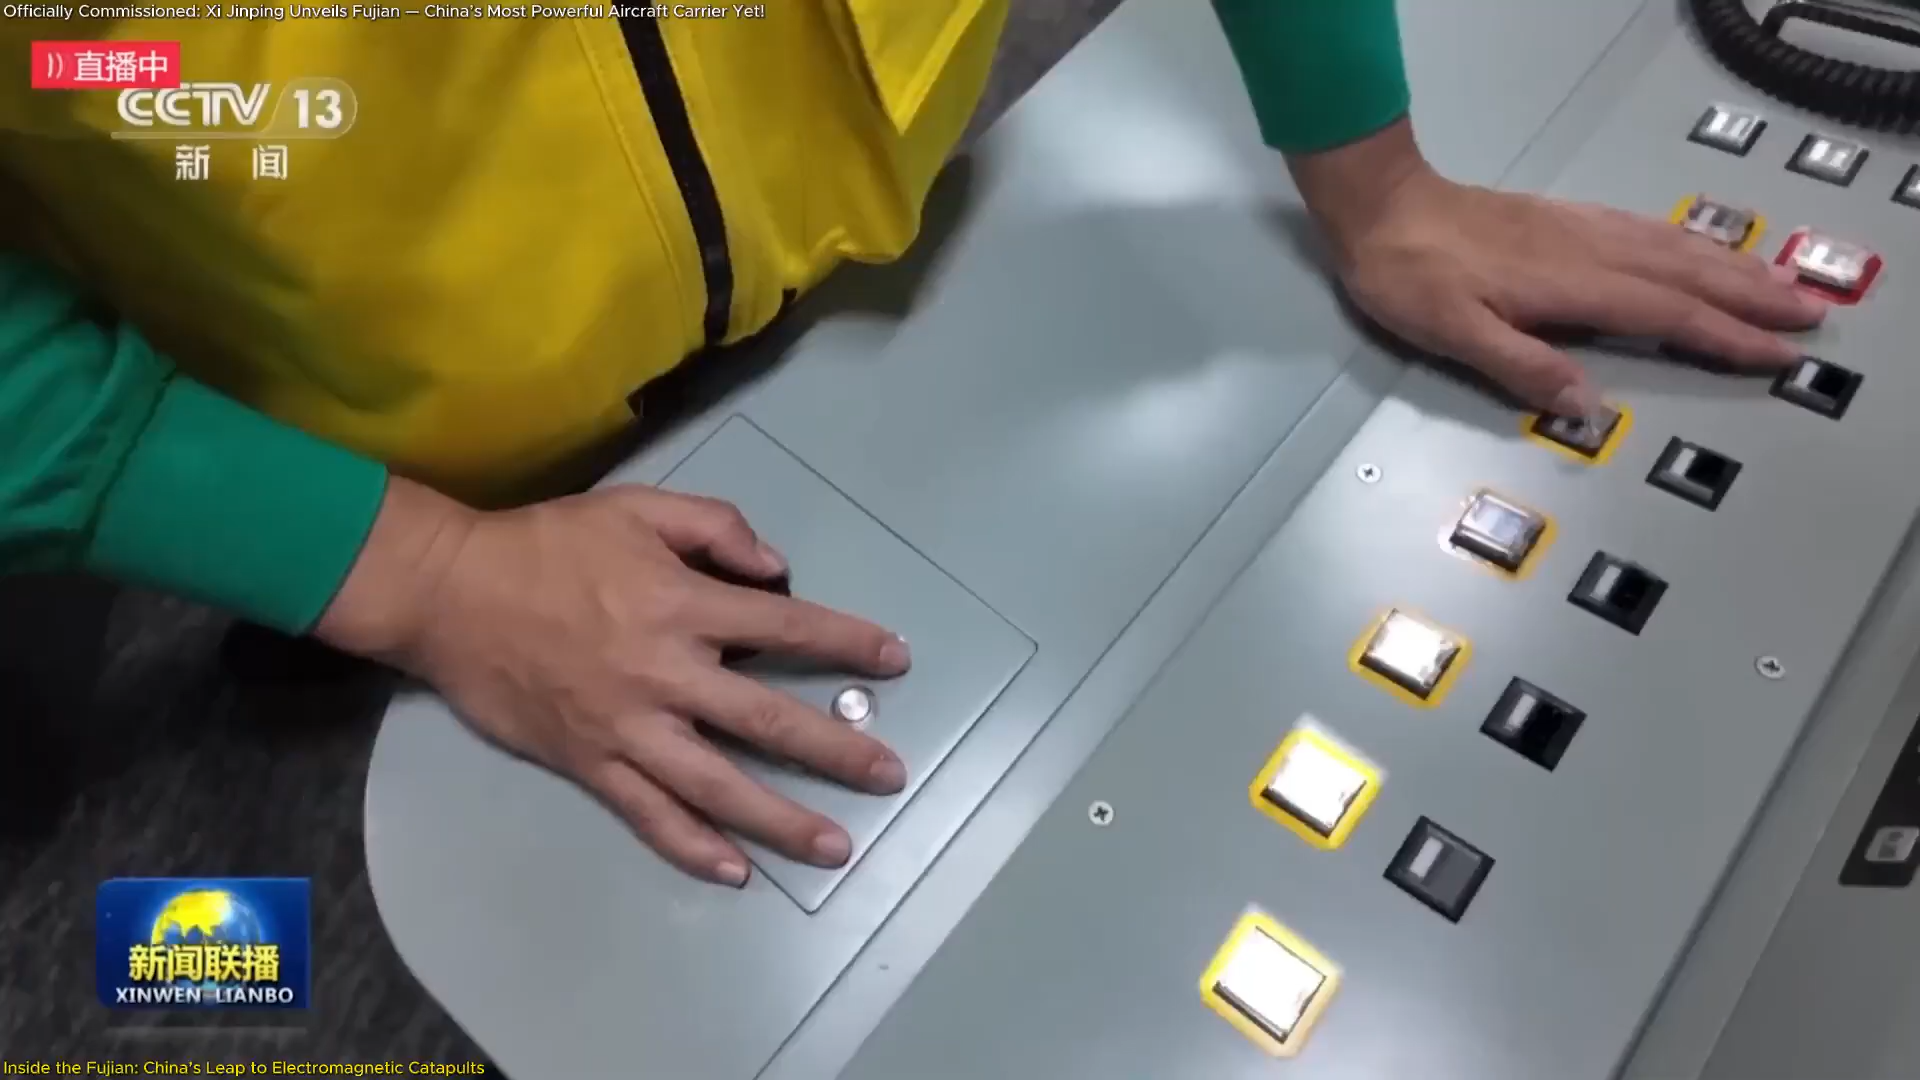 Officially Commissioned: Xi Jinping Unveils Fujian — China's Most Powerful Aircraft Carrier Yet!
直播中
CCTV 13
新闻
新闻联播
XINWEN LIANBO
Inside the Fujian: China's Leap to Electromagnetic Catapults